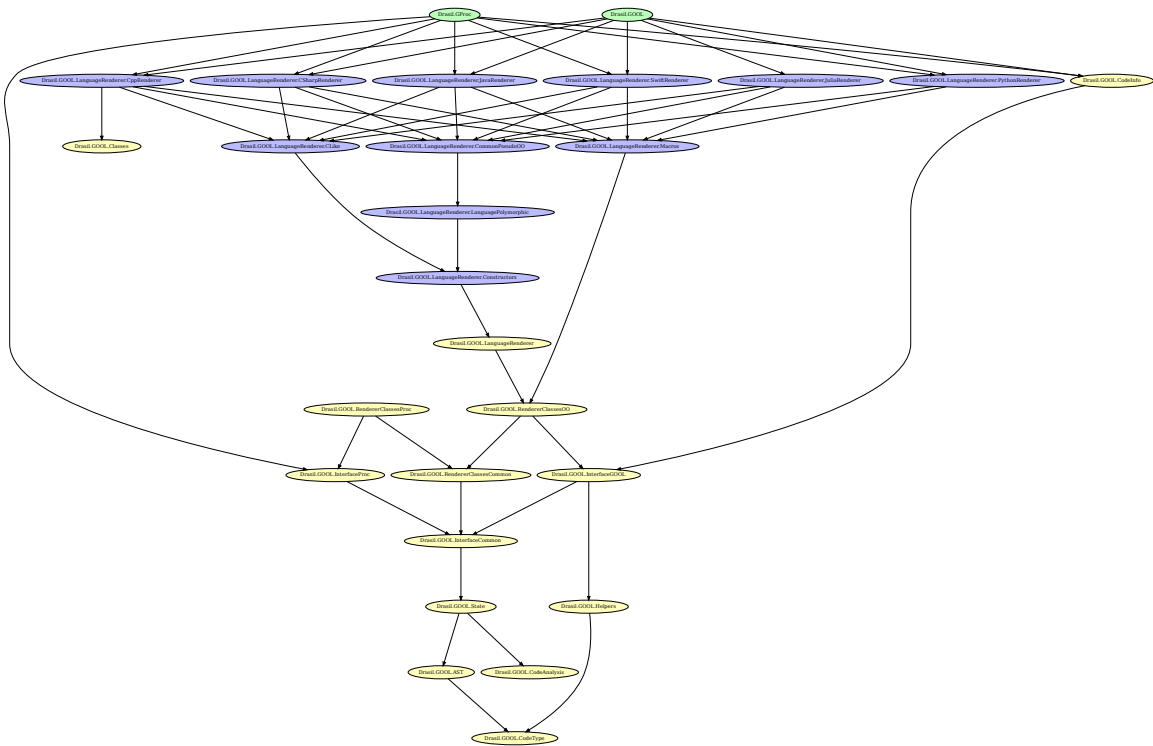 Drasil.GProc
Drasil.GOOL
Drasil.GOOL.LanguageRenderer.CppRenderer
Drasil.GOOL.LanguageRenderer.CSharpRenderer
Drasil.GOOL.LanguageRenderer.JavaRenderer
Drasil.GOOL.LanguageRenderer.SwiftRenderer
Drasil.GOOL.LanguageRenderer.JuliaRenderer
Drasil.GOOL.LanguageRenderer.PythonRenderer
Drasil.GOOL.CodeInfo
Drasil.GOOL.Classes
Drasil.GOOL.LanguageRenderer.CLike
Drasil.GOOL.LanguageRenderer.CommonPseudoOO
Drasil.GOOL.LanguageRenderer.Macros
Drasil.GOOL.LanguageRenderer.LanguagePolymorphic
Drasil.GOOL.LanguageRenderer.Constructors
Drasil.GOOL.LanguageRenderer
Drasil.GOOL.RendererClassesProc
Drasil.GOOL.RendererClassesOO
Drasil.GOOL.InterfaceProc
Drasil.GOOL.RendererClassesCommon
Drasil.GOOL.InterfaceGOOL
Drasil.GOOL.InterfaceCommon
Drasil.GOOL.State
Drasil.GOOL.Helpers
Drasil.GOOL.AST
Drasil.GOOL.CodeAnalysis
Drasil.GOOL.CodeType